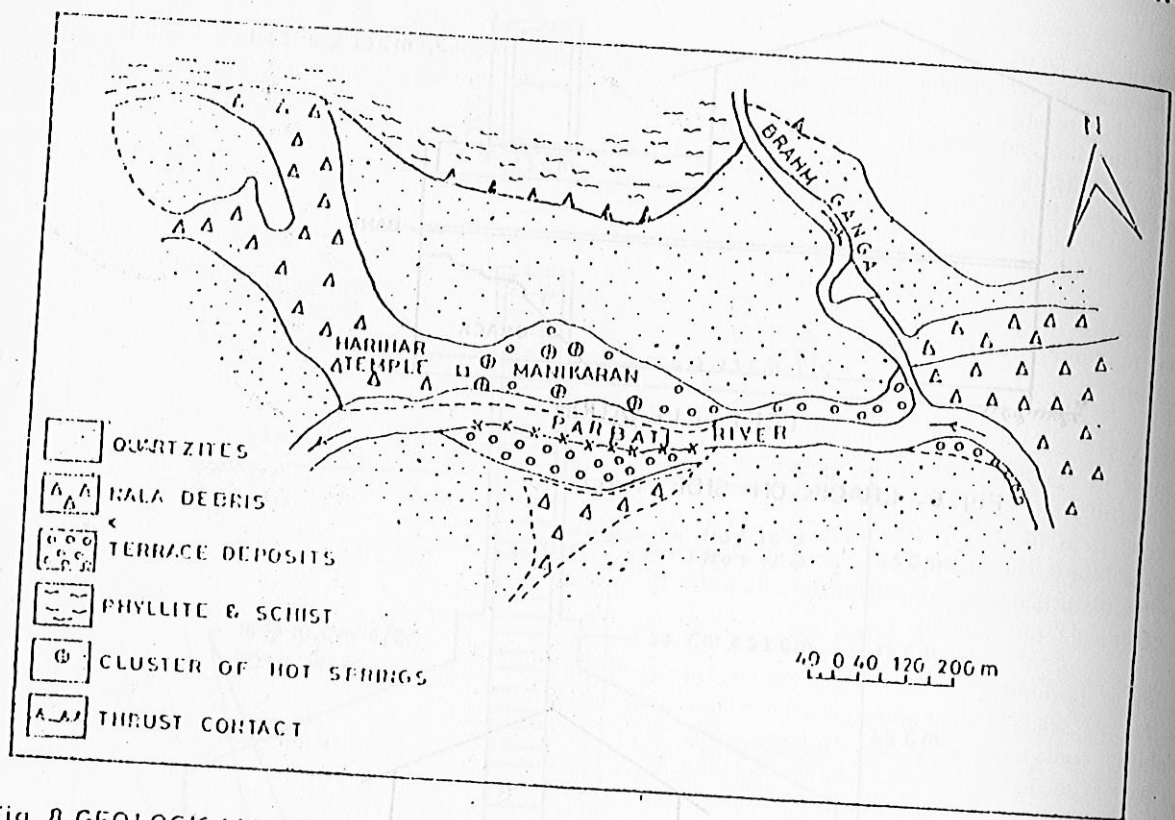 N
BRAHM GANGA
HARIHAR
TEMPLE
MANIKARAN
PARBATI RIVER
QUARTZITES
NALA DEBRIS
TERRACE DEPOSITS
PHYLLITE & SCHIST
CLUSTER OF HOT SPRINGS
THRUST CONTACT
40 0 40 120 200 m
Fig. 8